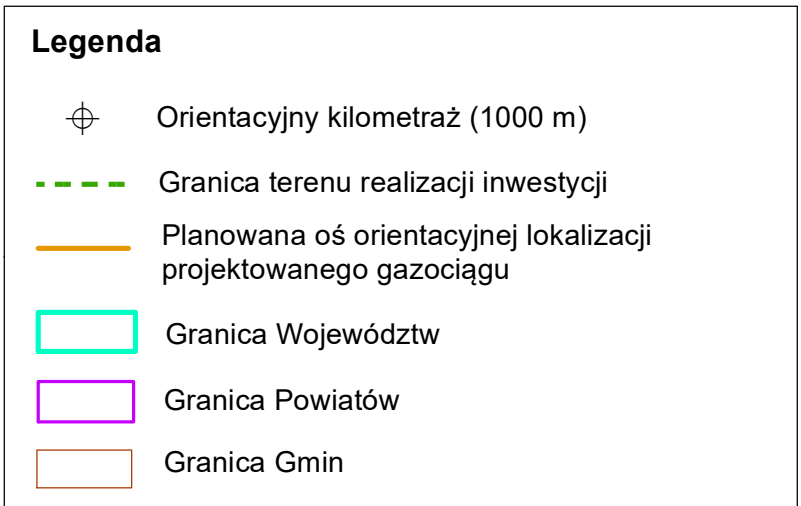 Legenda
Orientacyjny kilometraż (1000 m)
Granica terenu realizacji inwestycji
Planowana oś orientacyjnej lokalizacji
projektowanego gazociągu
Granica Województw
Granica Powiatów
Granica Gmin